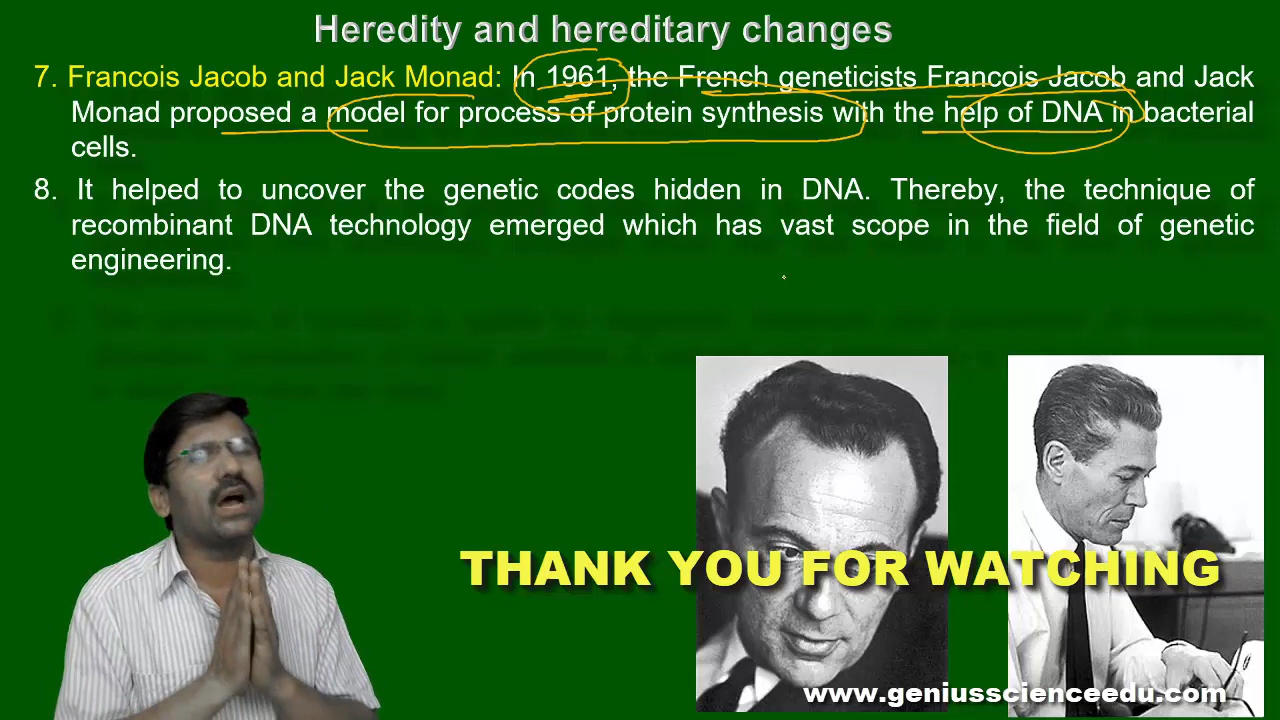 Heredity and hereditary changes
7. Francois Jacob and Jack Monad: In 1961, the French geneticists Francois Jacob and Jack
Monad proposed a model for process of protein synthesis with the help of DNA in bacterial
cells.
8. It helped to uncover the genetic codes hidden in DNA. Thereby, the technique of
recombinant DNA technology emerged which has vast scope in the field of genetic
engineering.
THANK YOU FOR WATCHING
www.geniusscienceedu.com